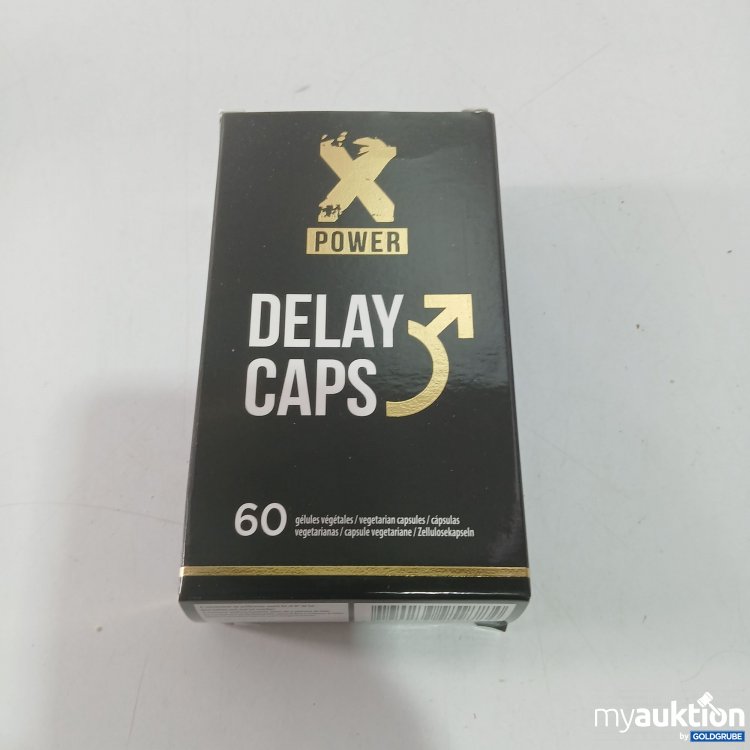 X
POWER
DELAY
CAPS
60
gélules végétales / vegetarian capsules / cápsulas
vegetarianas / capsule vegetariane / Zellulosekapseln
myauktion
by GOLDGRUBE